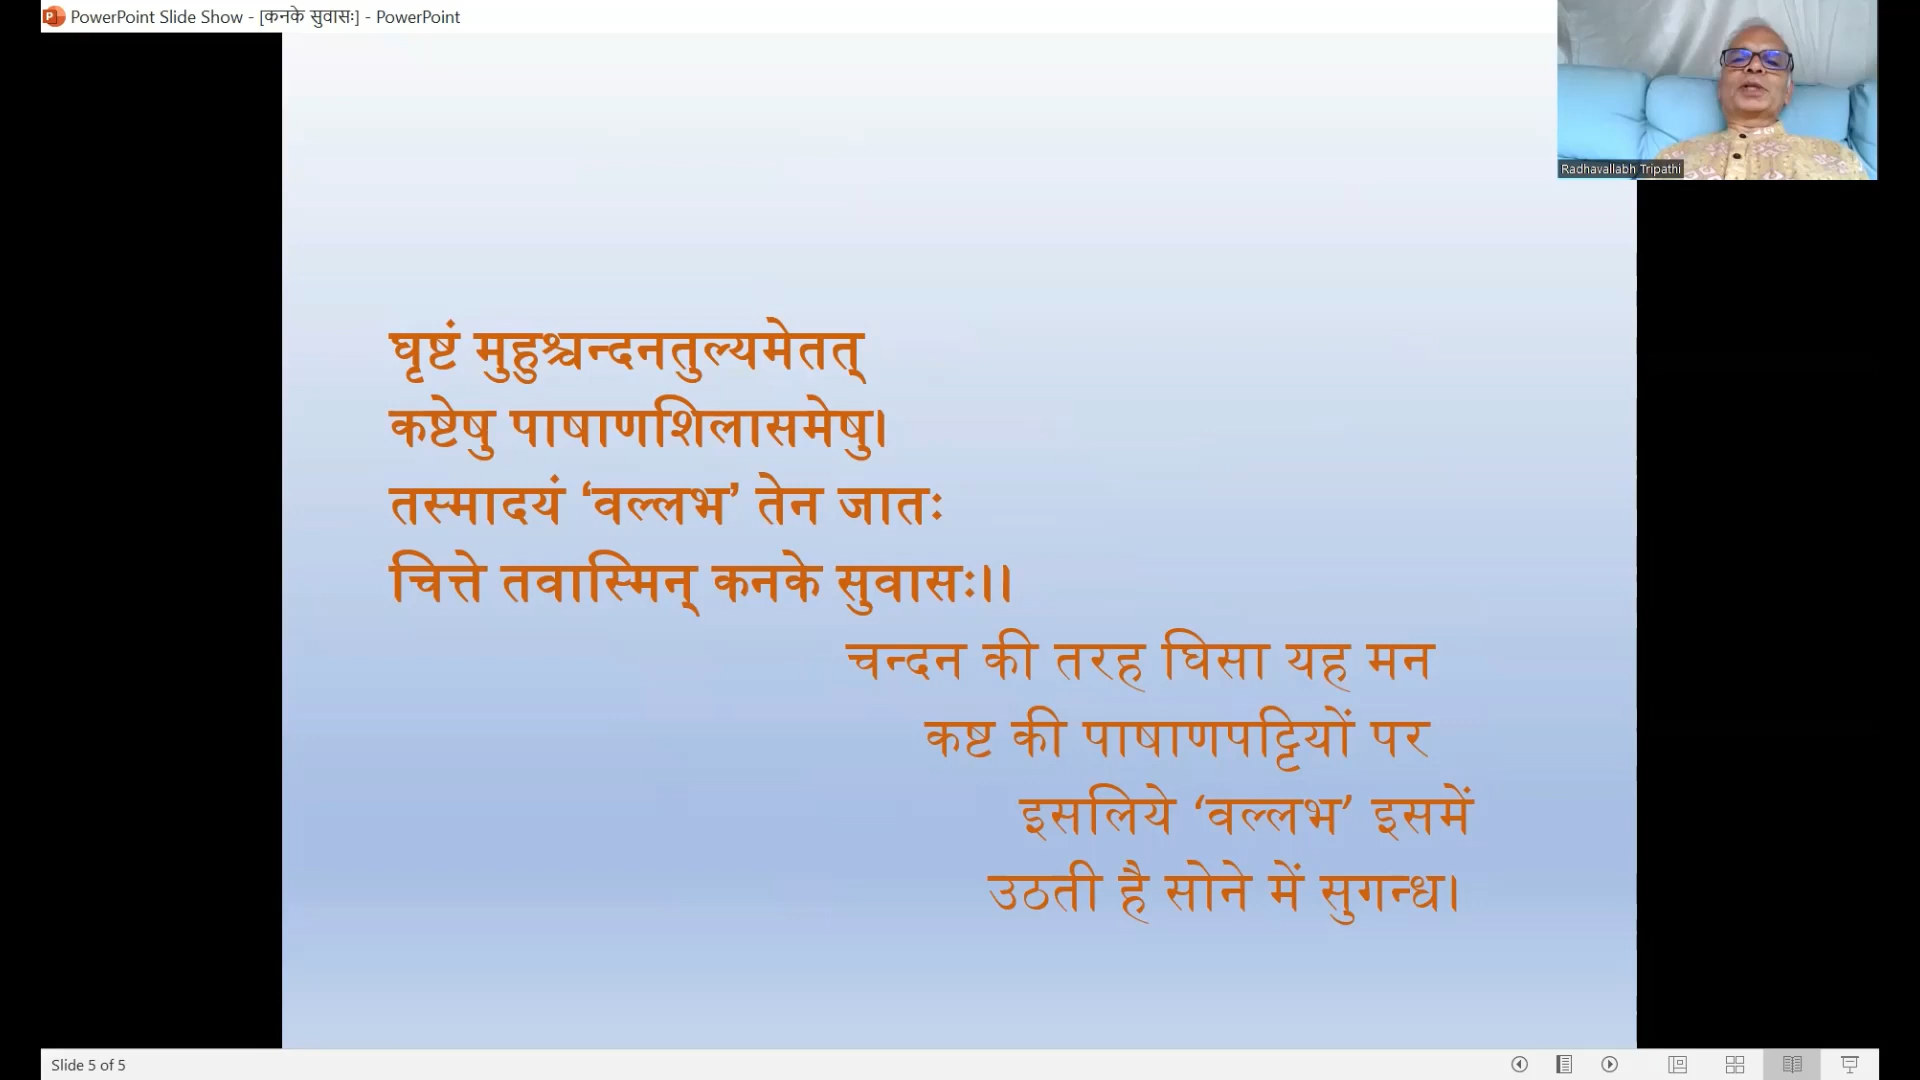 PowerPoint Slide Show - [कनके सुवासः] - PowerPoint
Radhavallabh Tripathi
घृष्टं मुहुश्चन्दनतुल्यमेतत्
कष्टेषु पाषाणशिलासमेषु।
तस्मादयं ‘वल्लभ’ तेन जातः
चित्ते तवास्मिन् कनके सुवासः।।
चन्दन की तरह घिसा यह मन
कष्ट की पाषाणपट्टियों पर
इसलिये ‘वल्लभ’ इसमें
उठती है सोने में सुगन्ध।
Slide 5 of 5